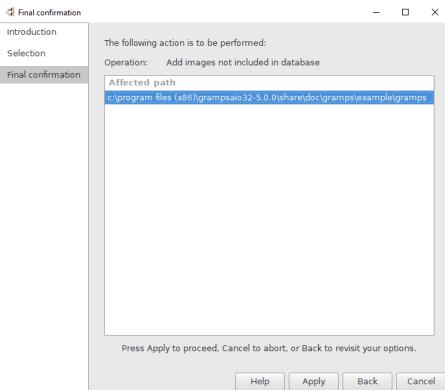 Final confirmation
Introduction
Selection
Final confirmation
The following action is to be performed:
Operation: Add images not included in database
Affected path
c:\program files (x86)\grampsaio32-5.0.0\share\doc\gramps\example\gramps
Press Apply to proceed, Cancel to abort, or Back to revisit your options.
Help Apply Back Cancel